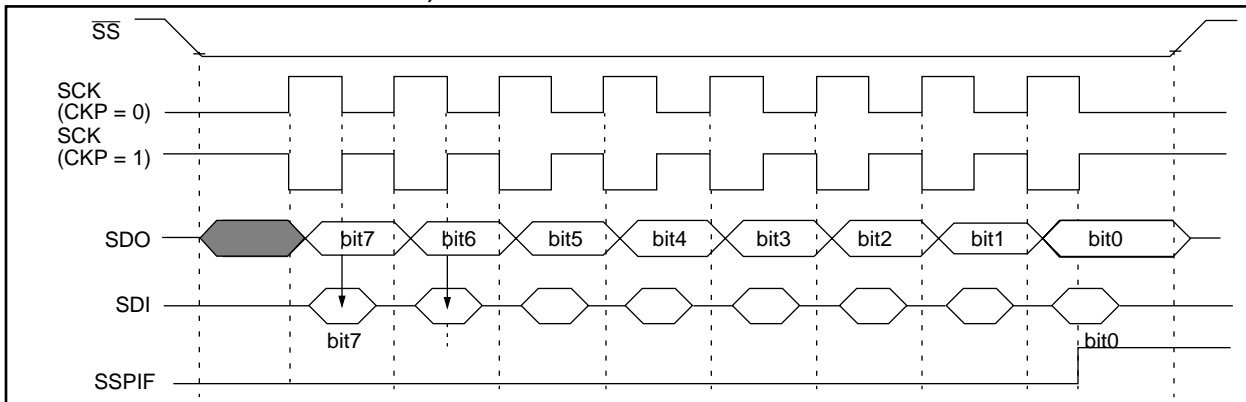 SS
SCK
(CKP = 0)
SCK
(CKP = 1)
SDO bit7 bit6 bit5 bit4 bit3 bit2 bit1 bit0
SDI
bit7 bit0
SSPIF